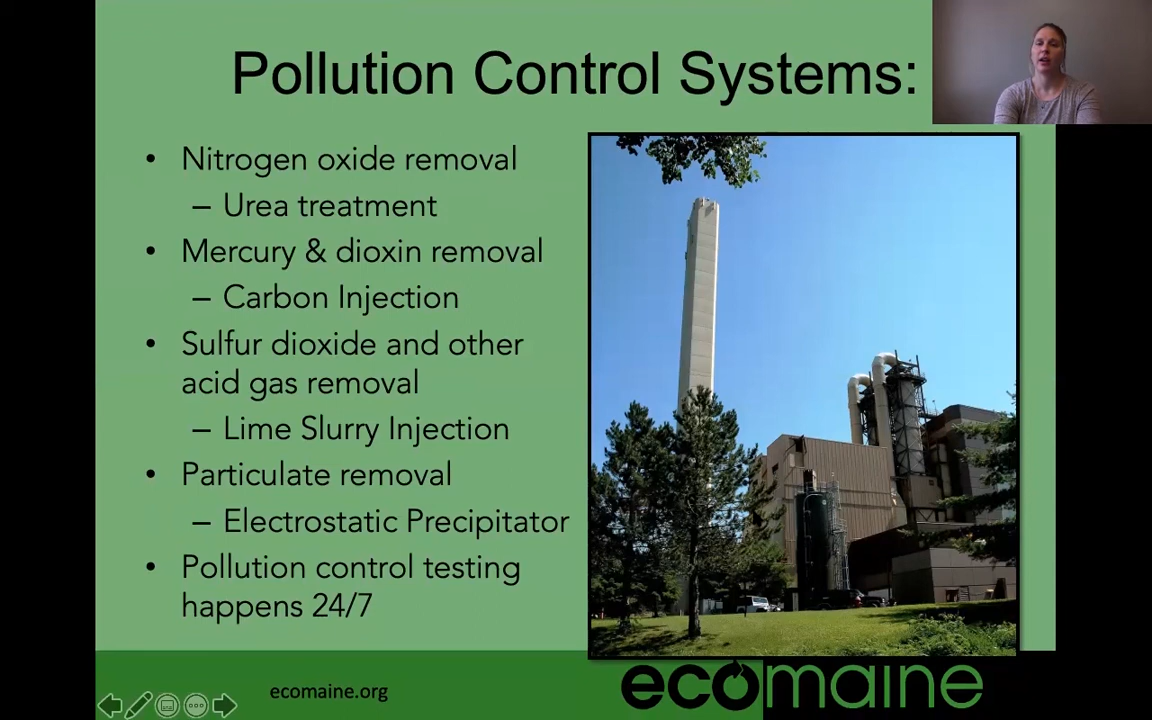 Pollution Control Systems:
• Nitrogen oxide removal
– Urea treatment
• Mercury & dioxin removal
– Carbon Injection
• Sulfur dioxide and other
acid gas removal
– Lime Slurry Injection
• Particulate removal
– Electrostatic Precipitator
• Pollution control testing
happens 24/7
ecomaine.org
ecomaine